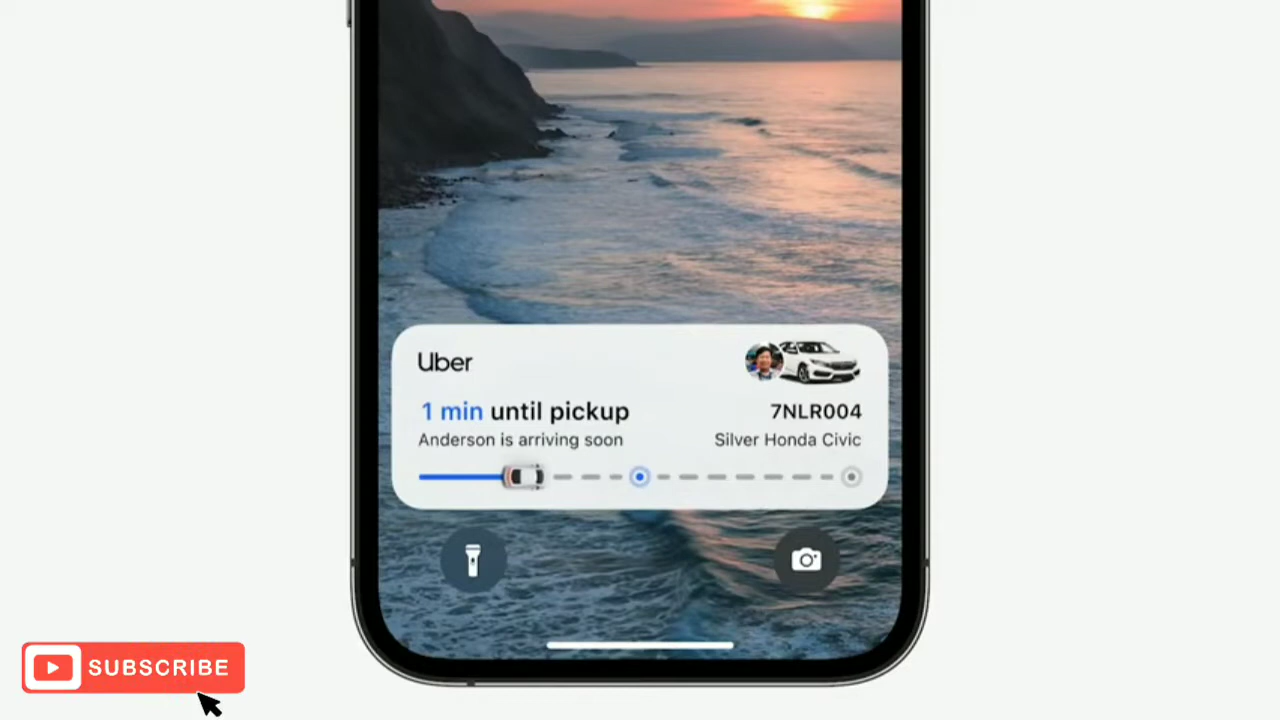 Uber
1 min until pickup
7NLR004
Anderson is arriving soon
Silver Honda Civic
SUBSCRIBE